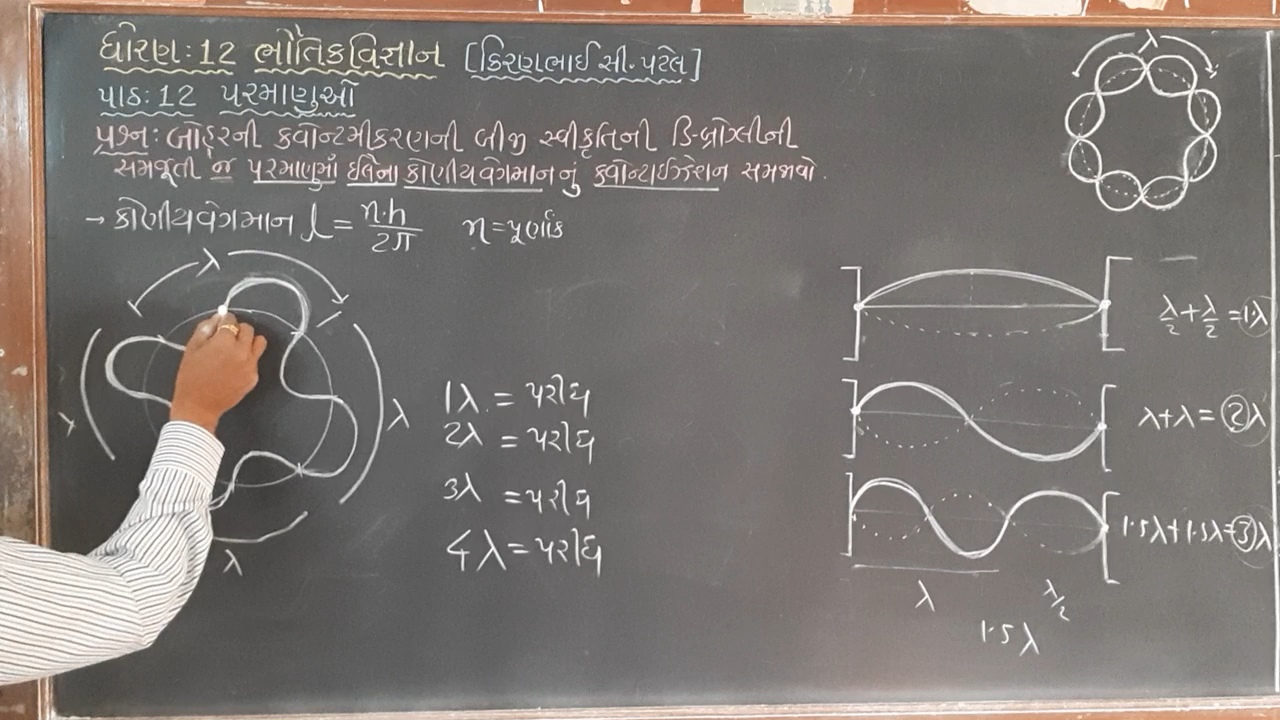 ધોરણ:12 ભૌતિકવિજ્ઞાન [કિરણભાઈ સી. પટેલ]
પાઠ:12 પરમાણુઓ
પ્રશ્ન: બોહ્રની ક્વોન્ટમીકરણની બીજી સ્વીકૃતિની ડિ-બ્રોગ્લીની
સમજૂતી જ પરમાણુમાં ઈલે.ના કોણીયવેગમાનનું ક્વોન્ટાઈઝેશન સમજાવો.
→ કોણીયવેગમાન l = n.h/2π n=પૂર્ણાંક
λ
λ
λ
λ
1λ = પરીઘ
2λ = પરીઘ
3λ = પરીઘ
4λ = પરીઘ
λ
λ/2 + λ/2 = 1.λ
λ+λ = 2λ
1.5λ+1.5λ=3λ
λ λ/2
1.5λ